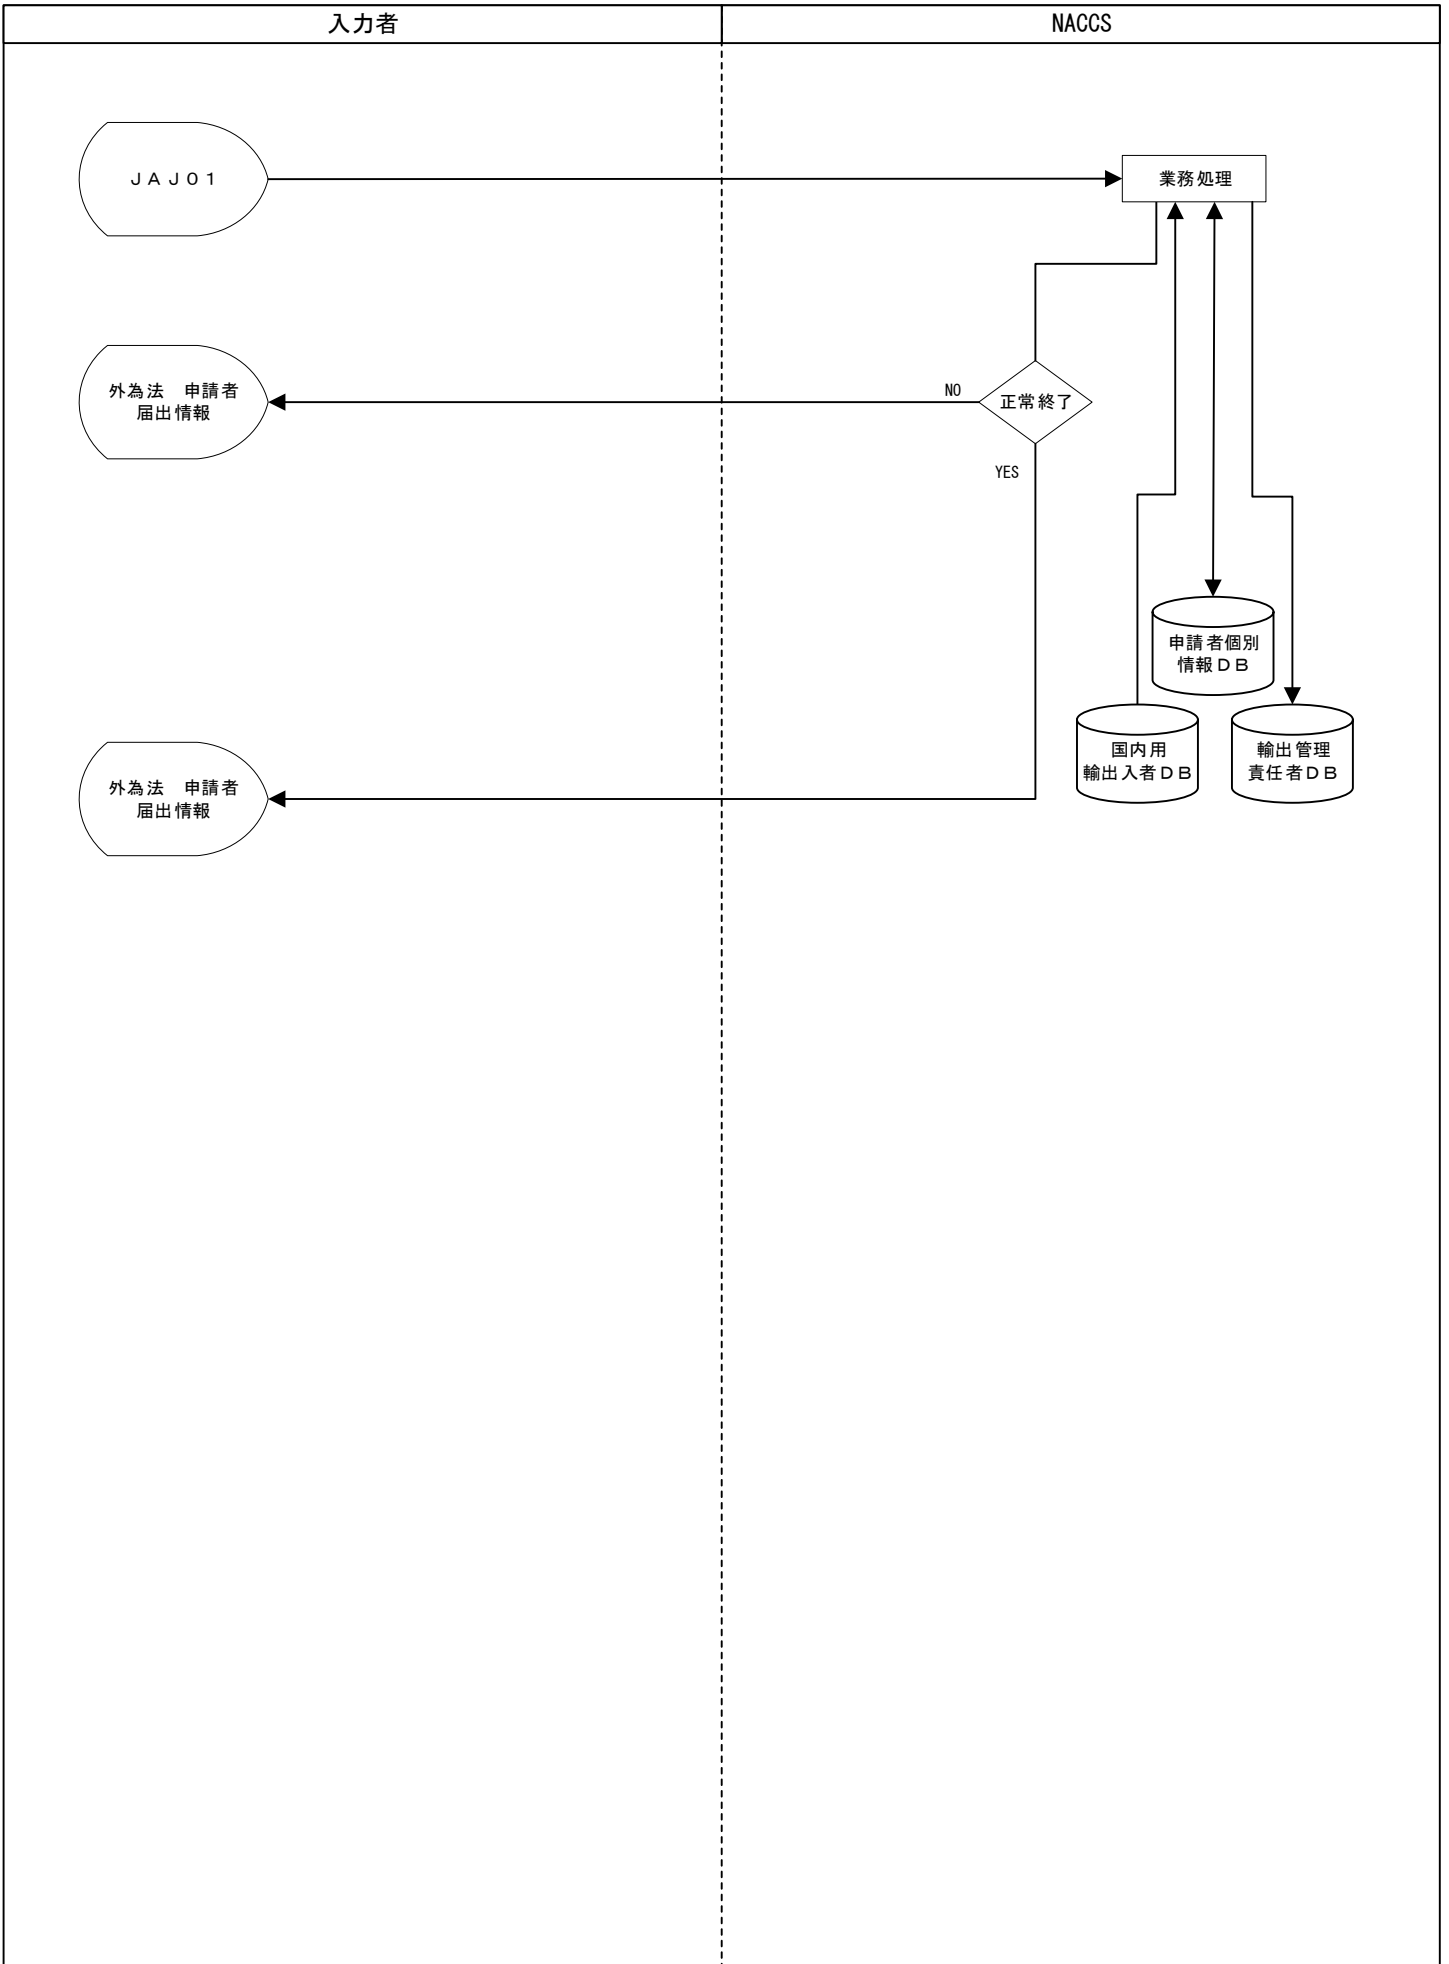 入力者
NACCS
ＪＡＪ０１
業務処理
外為法　申請者
届出情報
NO
正常終了
YES
申請者個別
情報ＤＢ
国内用
輸出入者ＤＢ
輸出管理
責任者ＤＢ
外為法　申請者
届出情報